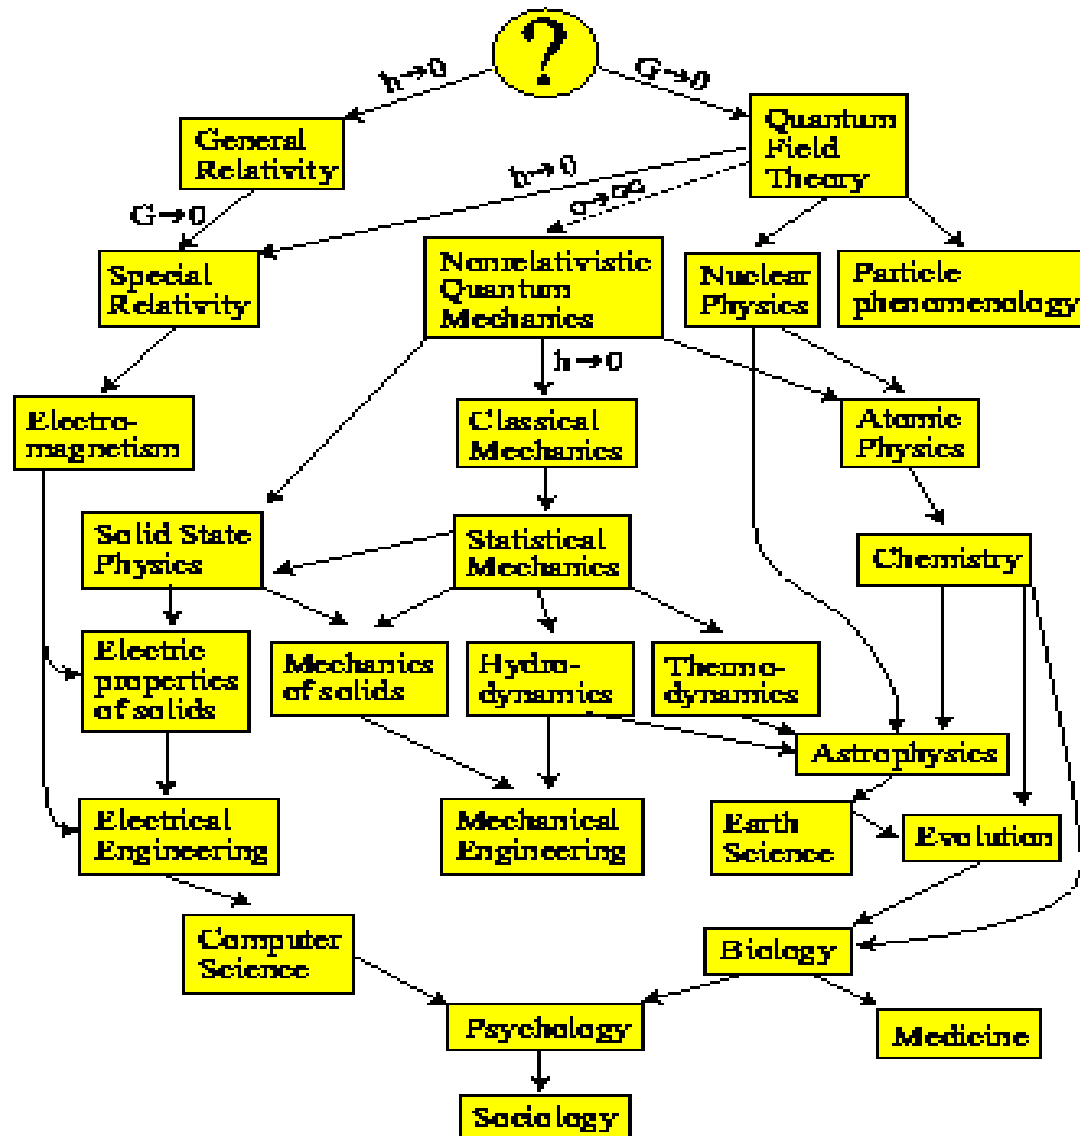 ?
h→0
G→0
General
Relativity
Quantum
Field
Theory
h→0
c→∞
G→0
Special
Relativity
Nonrelativistic
Quantum
Mechanics
Nuclear
Physics
Particle
phenomenology
h→0
Electro-
magnetism
Classical
Mechanics
Atomic
Physics
Solid State
Physics
Statistical
Mechanics
Chemistry
Electric
properties
of solids
Mechanics
of solids
Hydro-
dynamics
Thermo-
dynamics
Astrophysics
Electrical
Engineering
Mechanical
Engineering
Earth
Science
Evolution
Computer
Science
Biology
Psychology
Medicine
Sociology